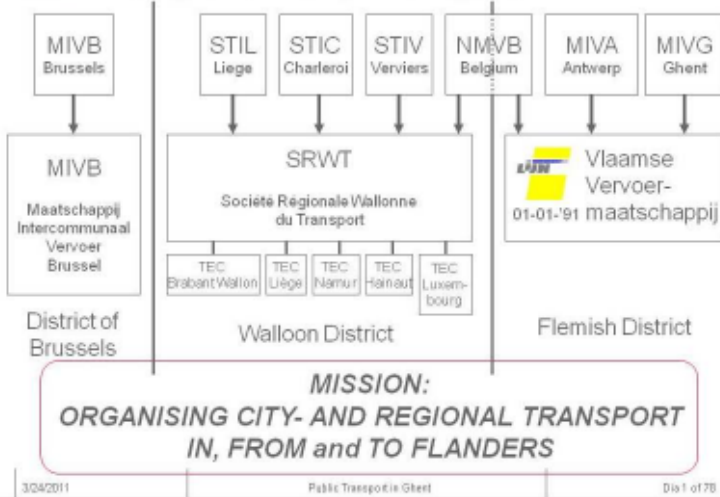 MIVB
Brussels
STIL
Liege
STIC
Charleroi
STIV
Verviers
NMVB
Belgium
MIVA
Antwerp
MIVG
Ghent
MIVB
Maatschappij
Intercommunaal
Vervoer
Brussel
SRWT
Société Régionale Wallonne
du Transport
LIJN
01-01-'91
Vlaamse
Vervoer-
maatschappij
TEC
Brabant Wallon
TEC
Liège
TEC
Namur
TEC
Hainaut
TEC
Luxem-
bourg
District of
Brussels
Walloon District
Flemish District
MISSION:
ORGANISING CITY- AND REGIONAL TRANSPORT
IN, FROM and TO FLANDERS
3/24/2011
Public Transport in Ghent
Dia 1 of 78